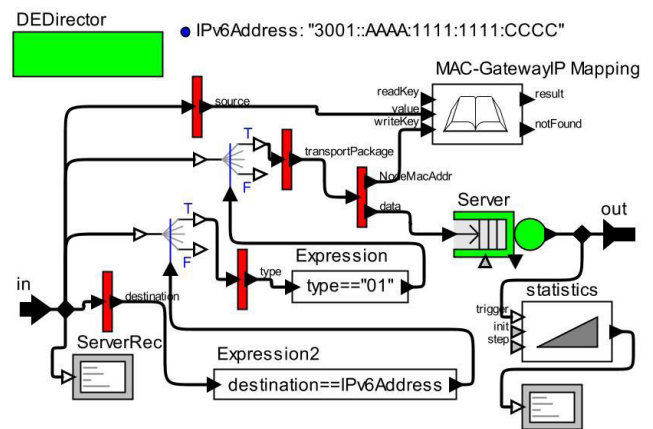 DEDirector
IPv6Address: "3001::AAAA:1111:1111:CCCC"
MAC-GatewayIP Mapping
readKey
value
writeKey
result
notFound
source
T
F
transportPackage
NodeMacAddr
data
Server
out
T
F
type
Expression
type=="01"
in
destination
ServerRec
Expression2
destination==IPv6Address
statistics
trigger
init
step